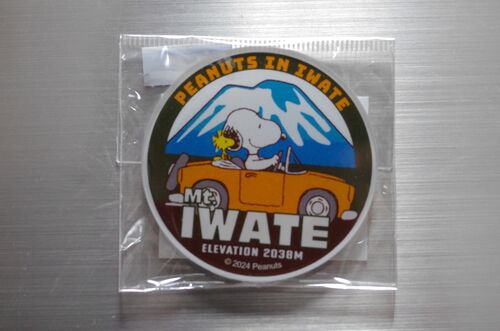 PEANUTS IN IWATE
Mt.
IWATE
ELEVATION 2038M
© 2024 Peanuts